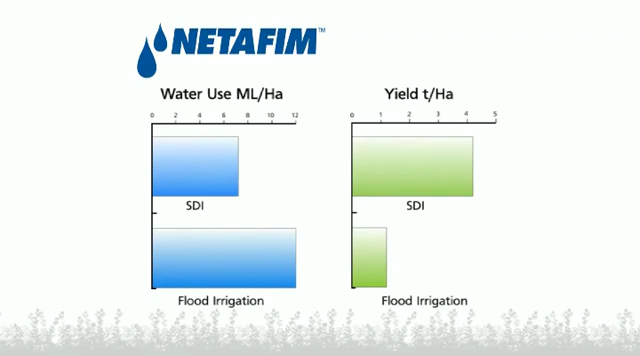 NETAFIM™
Water Use ML/Ha
0 2 4 6 8 10 12
SDI
Flood Irrigation
Yield t/Ha
0 1 2 3 4 5
SDI
Flood Irrigation